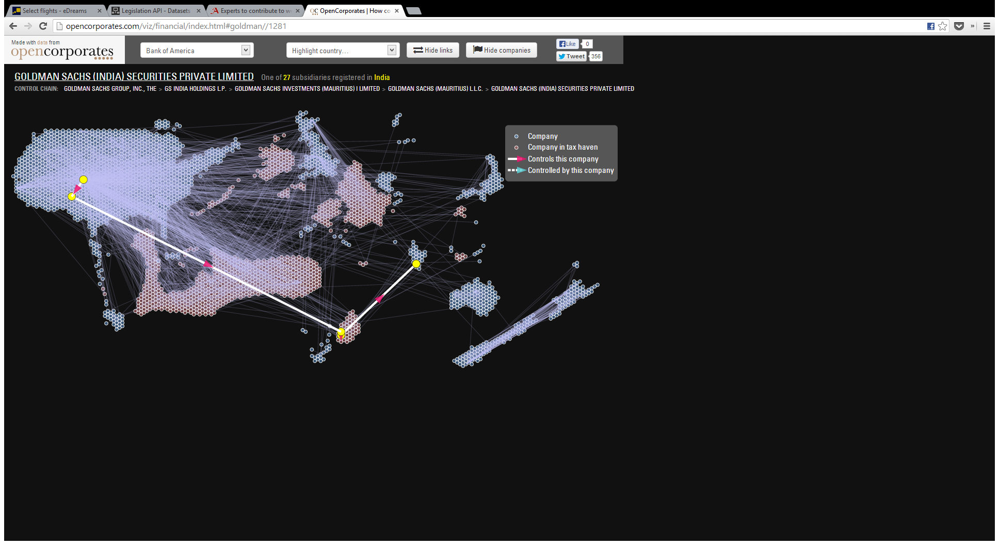 Select flights - eDreams
Legislation API - Datasets
Experts to contribute to w
OpenCorporates | How co
opencorporates.com/viz/financial/index.html#goldman//1281
Made with data from
opencorporates
Bank of America
Highlight country...
Hide links
Hide companies
Like 0
Tweet 356
GOLDMAN SACHS (INDIA) SECURITIES PRIVATE LIMITED One of 27 subsidiaries registered in India
CONTROL CHAIN: GOLDMAN SACHS GROUP, INC., THE > GS INDIA HOLDINGS L.P. > GOLDMAN SACHS INVESTMENTS (MAURITIUS) I LIMITED > GOLDMAN SACHS (MAURITIUS) L.L.C. > GOLDMAN SACHS (INDIA) SECURITIES PRIVATE LIMITED
Company
Company in tax haven
Controls this company
Controlled by this company